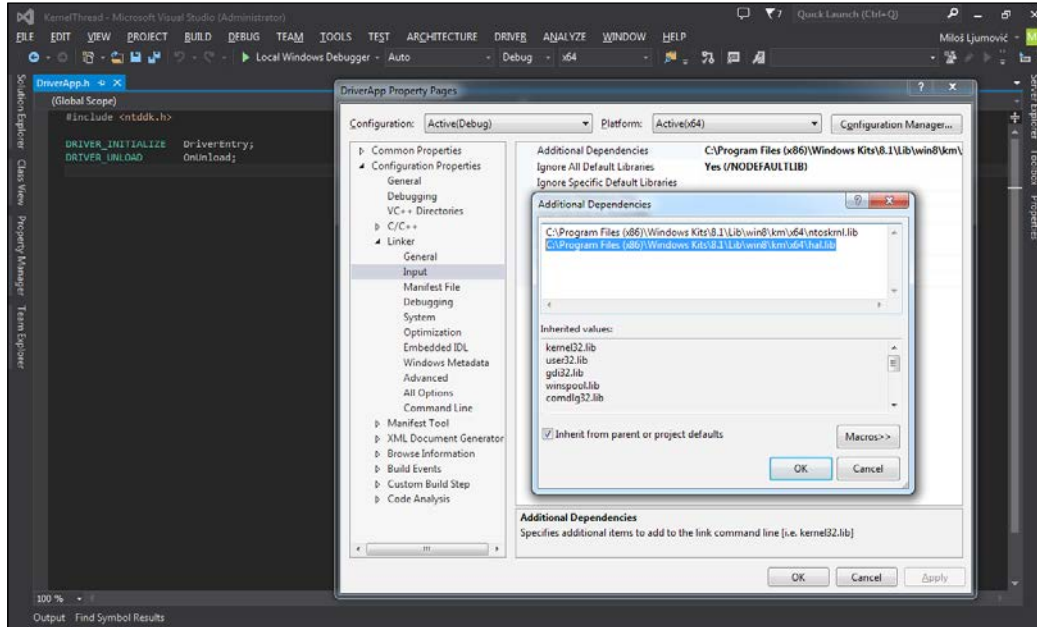 KernelThread - Microsoft Visual Studio (Administrator)
7
Quick Launch (Ctrl+Q)
FILE EDIT VIEW PROJECT BUILD DEBUG TEAM TOOLS TEST ARCHITECTURE DRIVER ANALYZE WINDOW HELP
Miloš Ljumović
Local Windows Debugger
Auto
Debug
x64
Solution Explorer
Class View
Property Manager
Team Explorer
DriverApp.h
(Global Scope)
#include <ntddk.h>
DRIVER_INITIALIZE DriverEntry;
DRIVER_UNLOAD OnUnload;
100 %
Output Find Symbol Results
Server Explorer
Toolbox
Properties
DriverApp Property Pages
Configuration: Active(Debug)
Platform: Active(x64)
Configuration Manager...
Common Properties
Configuration Properties
General
Debugging
VC++ Directories
C/C++
Linker
General
Input
Manifest File
Debugging
System
Optimization
Embedded IDL
Windows Metadata
Advanced
All Options
Command Line
Manifest Tool
XML Document Generator
Browse Information
Build Events
Custom Build Step
Code Analysis
Additional Dependencies C:\Program Files (x86)\Windows Kits\8.1\Lib\win8\km\
Ignore All Default Libraries Yes (/NODEFAULTLIB)
Ignore Specific Default Libraries
Additional Dependencies
C:\Program Files (x86)\Windows Kits\8.1\Lib\win8\km\x64\ntoskrnl.lib
C:\Program Files (x86)\Windows Kits\8.1\Lib\win8\km\x64\hal.lib
Inherited values:
kernel32.lib
user32.lib
gdi32.lib
winspool.lib
comdlg32.lib
Inherit from parent or project defaults
Macros>>
OK
Cancel
Additional Dependencies
Specifies additional items to add to the link command line [i.e. kernel32.lib]
OK
Cancel
Apply